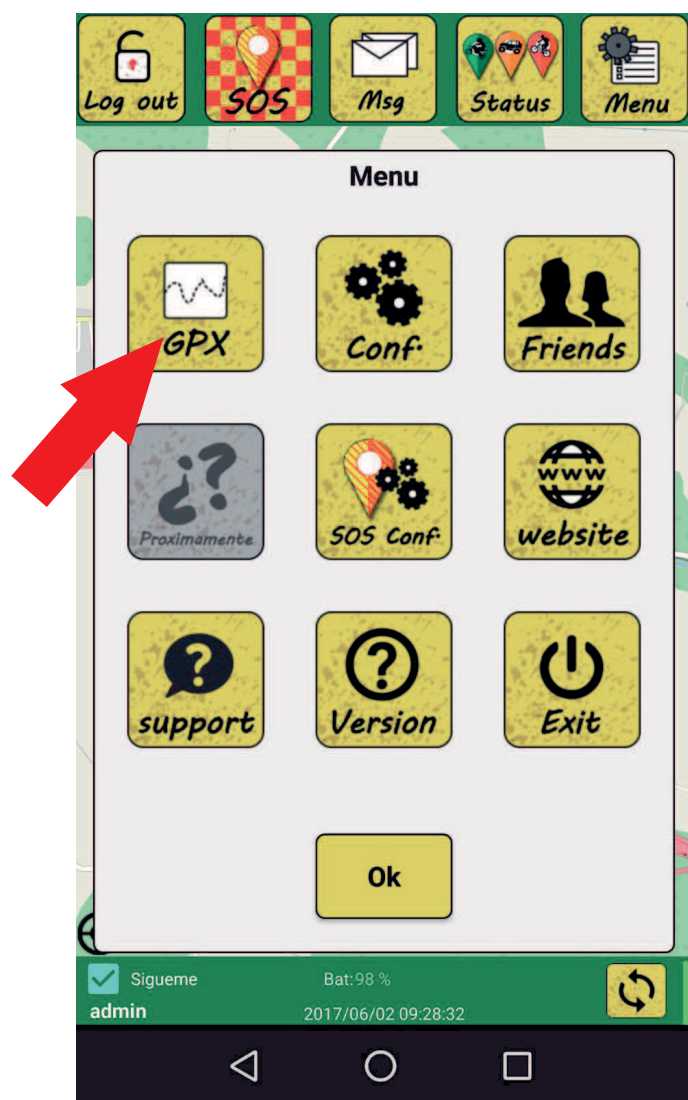 Log out SOS Msg Status Menu
Menu
GPX Conf. Friends
¿?
Proximamente SOS Conf. www
website
? ?
support Version Exit
Ok
Sigueme Bat:98 %
admin 2017/06/02 09:28:32